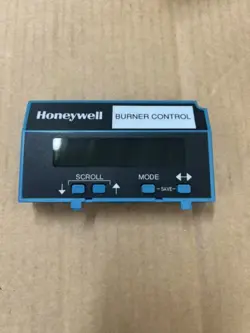 Honeywell
BURNER CONTROL
SCROLL
MODE
SAVE